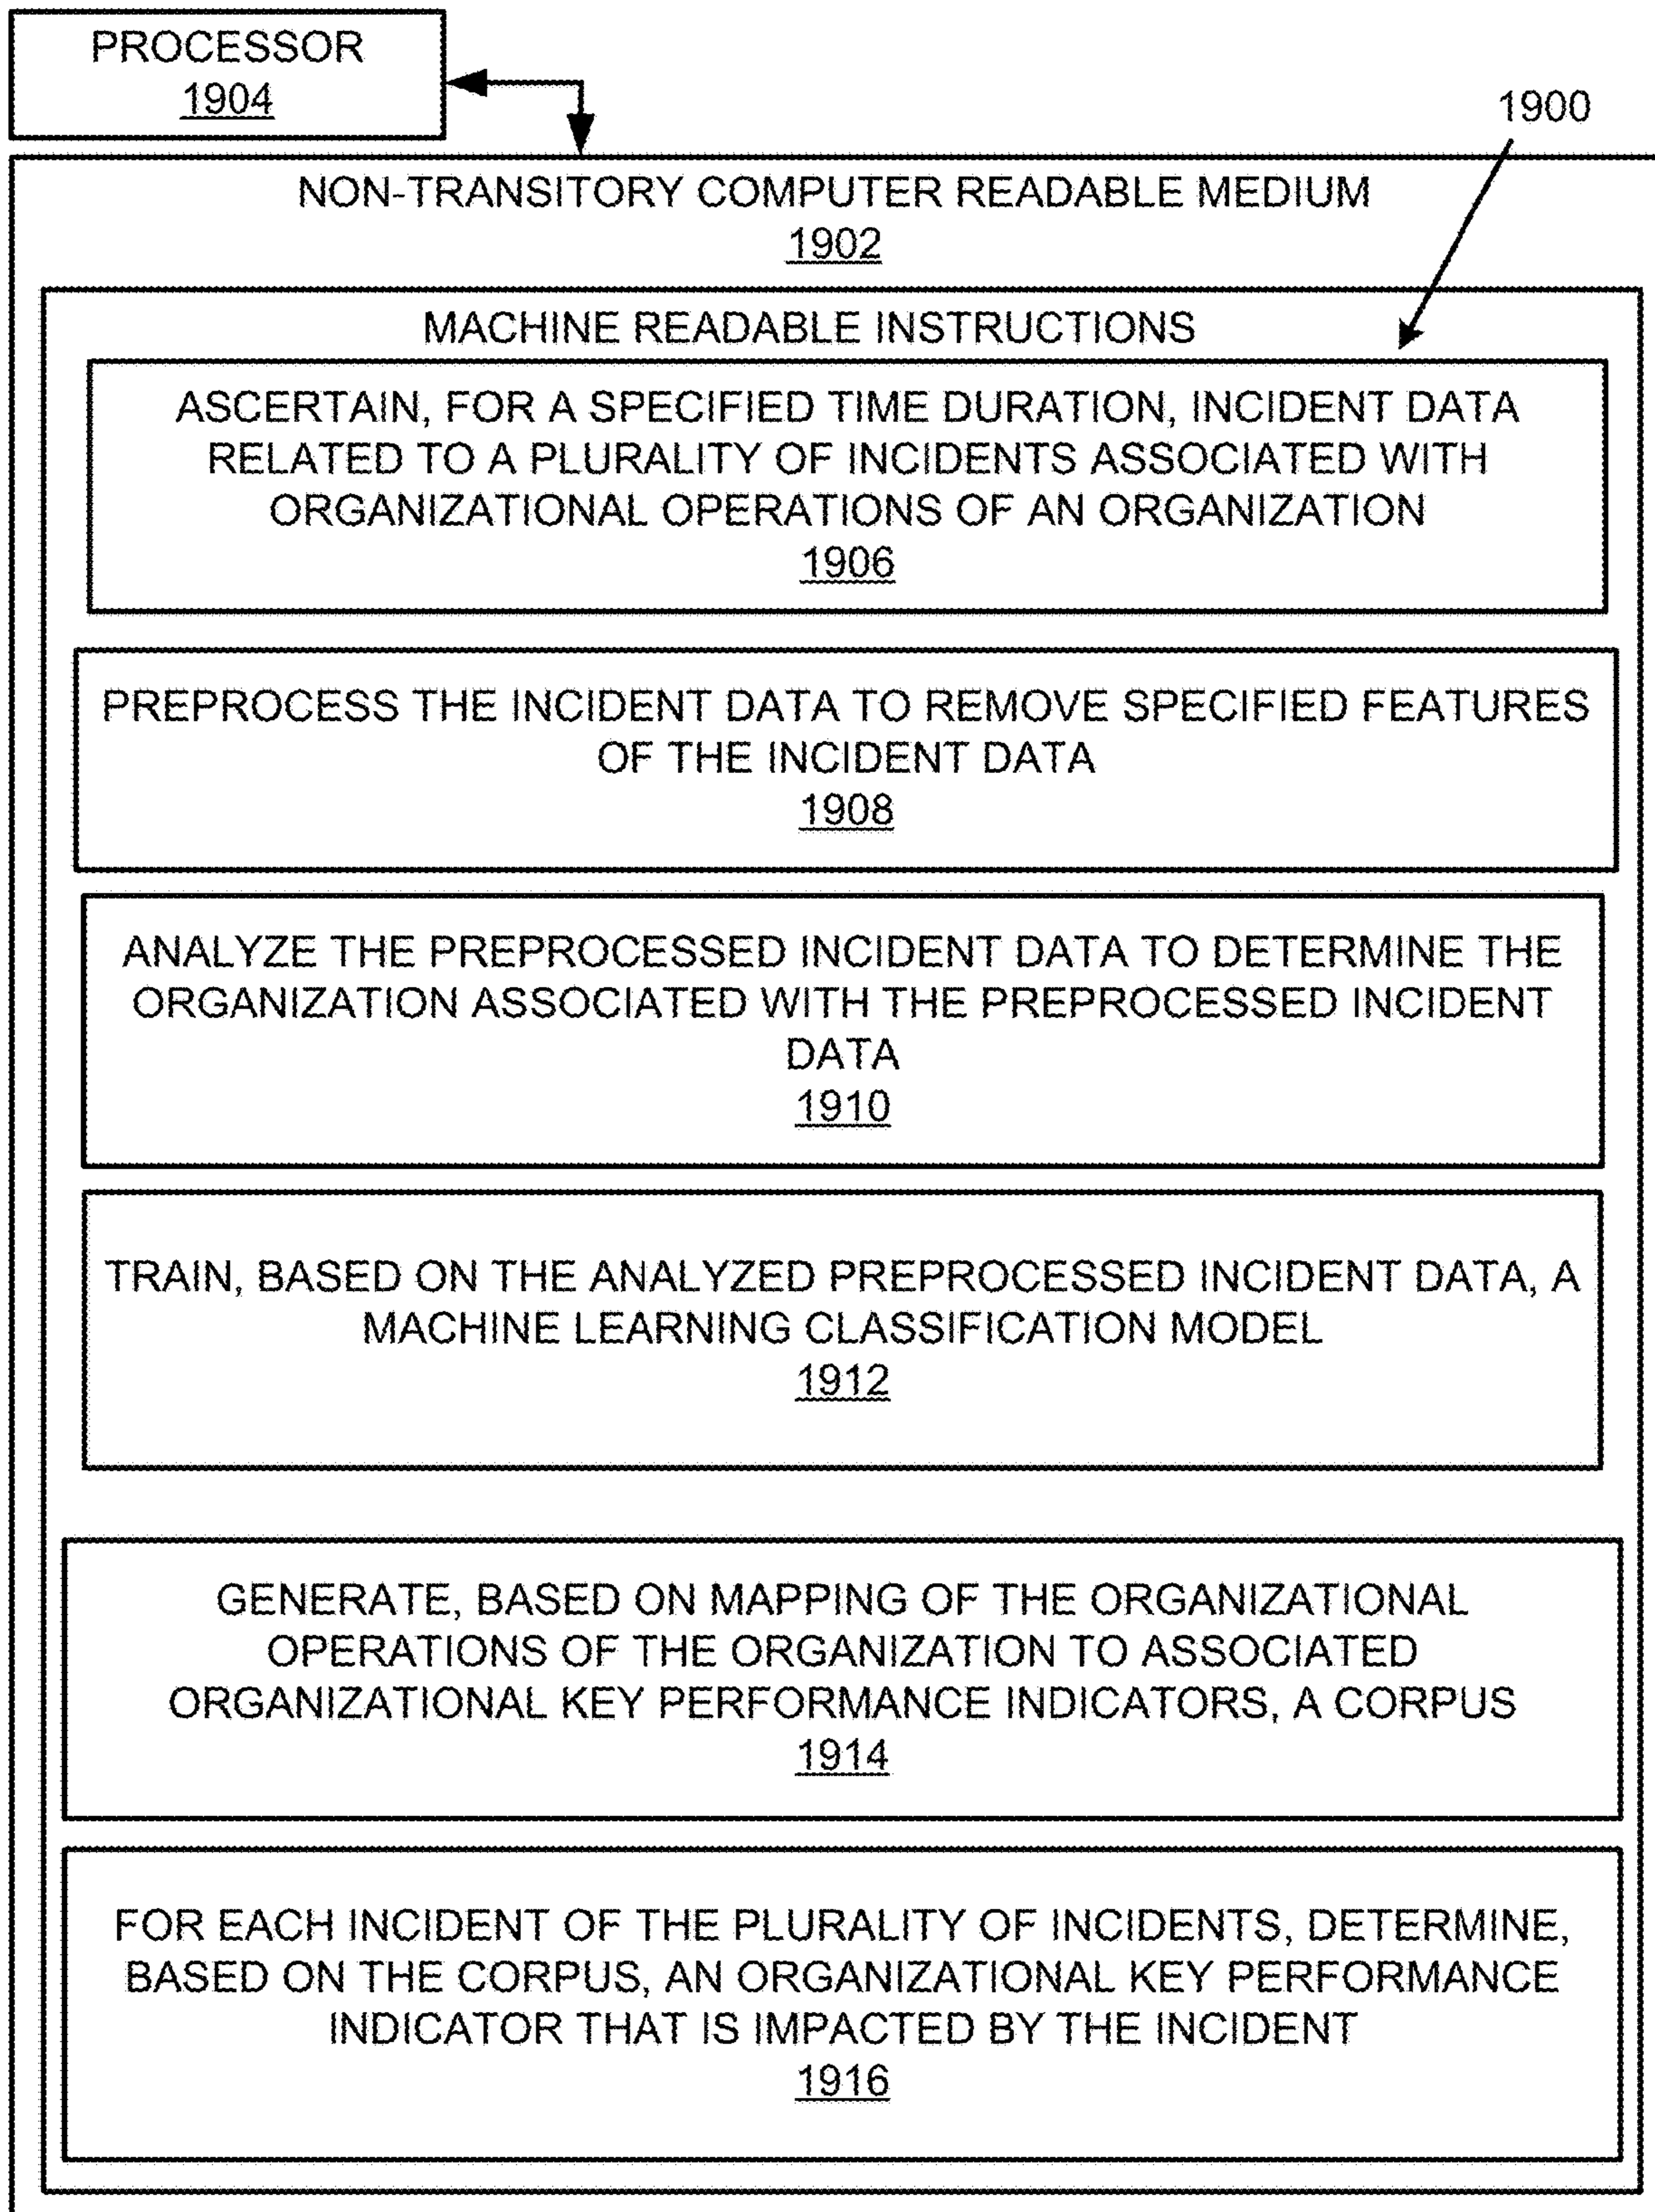 PROCESSOR
1904
1900
NON-TRANSITORY COMPUTER READABLE MEDIUM
1902
MACHINE READABLE INSTRUCTIONS
ASCERTAIN, FOR A SPECIFIED TIME DURATION, INCIDENT DATA
RELATED TO A PLURALITY OF INCIDENTS ASSOCIATED WITH
ORGANIZATIONAL OPERATIONS OF AN ORGANIZATION
1906
PREPROCESS THE INCIDENT DATA TO REMOVE SPECIFIED FEATURES
OF THE INCIDENT DATA
1908
ANALYZE THE PREPROCESSED INCIDENT DATA TO DETERMINE THE
ORGANIZATION ASSOCIATED WITH THE PREPROCESSED INCIDENT
DATA
1910
TRAIN, BASED ON THE ANALYZED PREPROCESSED INCIDENT DATA, A
MACHINE LEARNING CLASSIFICATION MODEL
1912
GENERATE, BASED ON MAPPING OF THE ORGANIZATIONAL
OPERATIONS OF THE ORGANIZATION TO ASSOCIATED
ORGANIZATIONAL KEY PERFORMANCE INDICATORS, A CORPUS
1914
FOR EACH INCIDENT OF THE PLURALITY OF INCIDENTS, DETERMINE,
BASED ON THE CORPUS, AN ORGANIZATIONAL KEY PERFORMANCE
INDICATOR THAT IS IMPACTED BY THE INCIDENT
1916